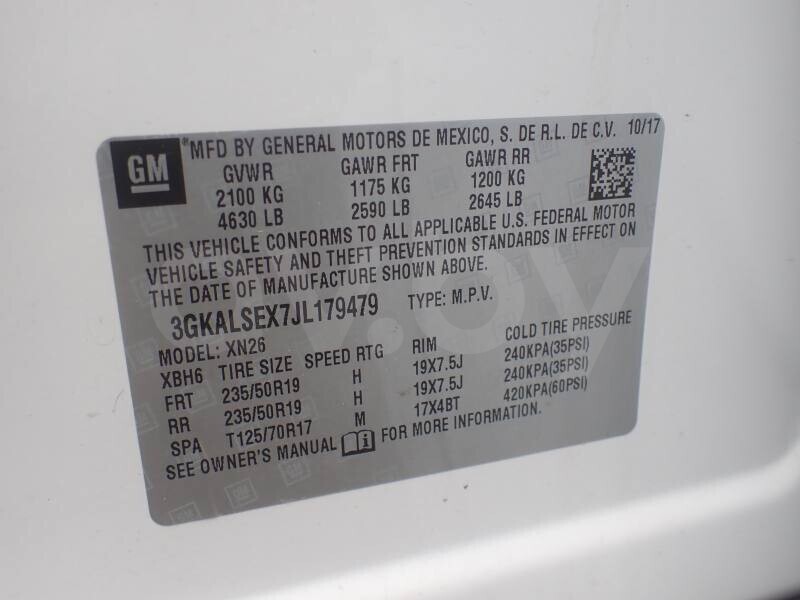 GM
*MFD BY GENERAL MOTORS DE MEXICO, S. DE R.L. DE C.V. 10/17
GVWR GAWR FRT GAWR RR
2100 KG 1175 KG 1200 KG
4630 LB 2590 LB 2645 LB
THIS VEHICLE CONFORMS TO ALL APPLICABLE U.S. FEDERAL MOTOR
VEHICLE SAFETY AND THEFT PREVENTION STANDARDS IN EFFECT ON
THE DATE OF MANUFACTURE SHOWN ABOVE.
3GKALSEX7JL179479 TYPE: M.P.V.
MODEL: XN26
XBH6 TIRE SIZE SPEED RTG RIM COLD TIRE PRESSURE
FRT 235/50R19 H 19X7.5J 240KPA(35PSI)
RR 235/50R19 H 19X7.5J 240KPA(35PSI)
SPA T125/70R17 M 17X4BT 420KPA(60PSI)
SEE OWNER'S MANUAL FOR MORE INFORMATION.